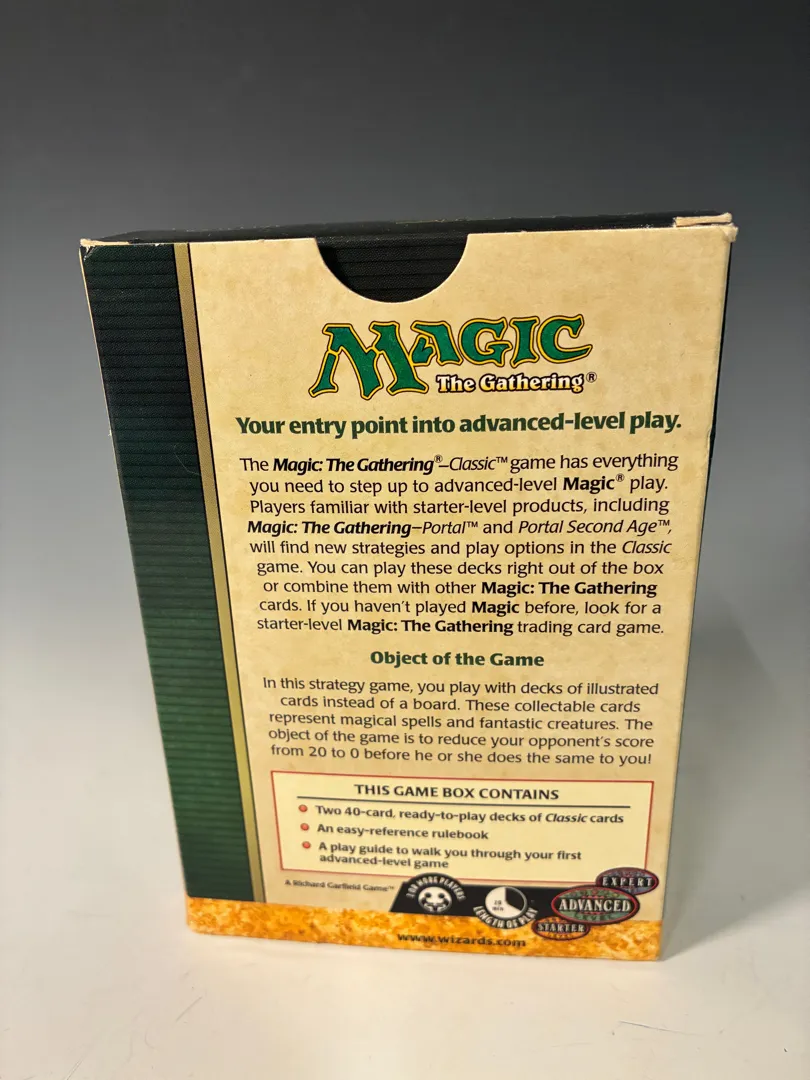 MAGIC
The Gathering®
Your entry point into advanced-level play.
The Magic: The Gathering®–Classic™ game has everything
you need to step up to advanced-level Magic® play.
Players familiar with starter-level products, including
Magic: The Gathering–Portal™ and Portal Second Age™,
will find new strategies and play options in the Classic
game. You can play these decks right out of the box
or combine them with other Magic: The Gathering
cards. If you haven't played Magic before, look for a
starter-level Magic: The Gathering trading card game.
Object of the Game
In this strategy game, you play with decks of illustrated
cards instead of a board. These collectable cards
represent magical spells and fantastic creatures. The
object of the game is to reduce your opponent's score
from 20 to 0 before he or she does the same to you!
THIS GAME BOX CONTAINS
Two 40-card, ready-to-play decks of Classic cards
An easy-reference rulebook
A play guide to walk you through your first
advanced-level game
A Richard Garfield Game™
2 OR MORE PLAYERS
min
LENGTH OF PLAY
EXPERT
ADVANCED
STARTER
www.wizards.com